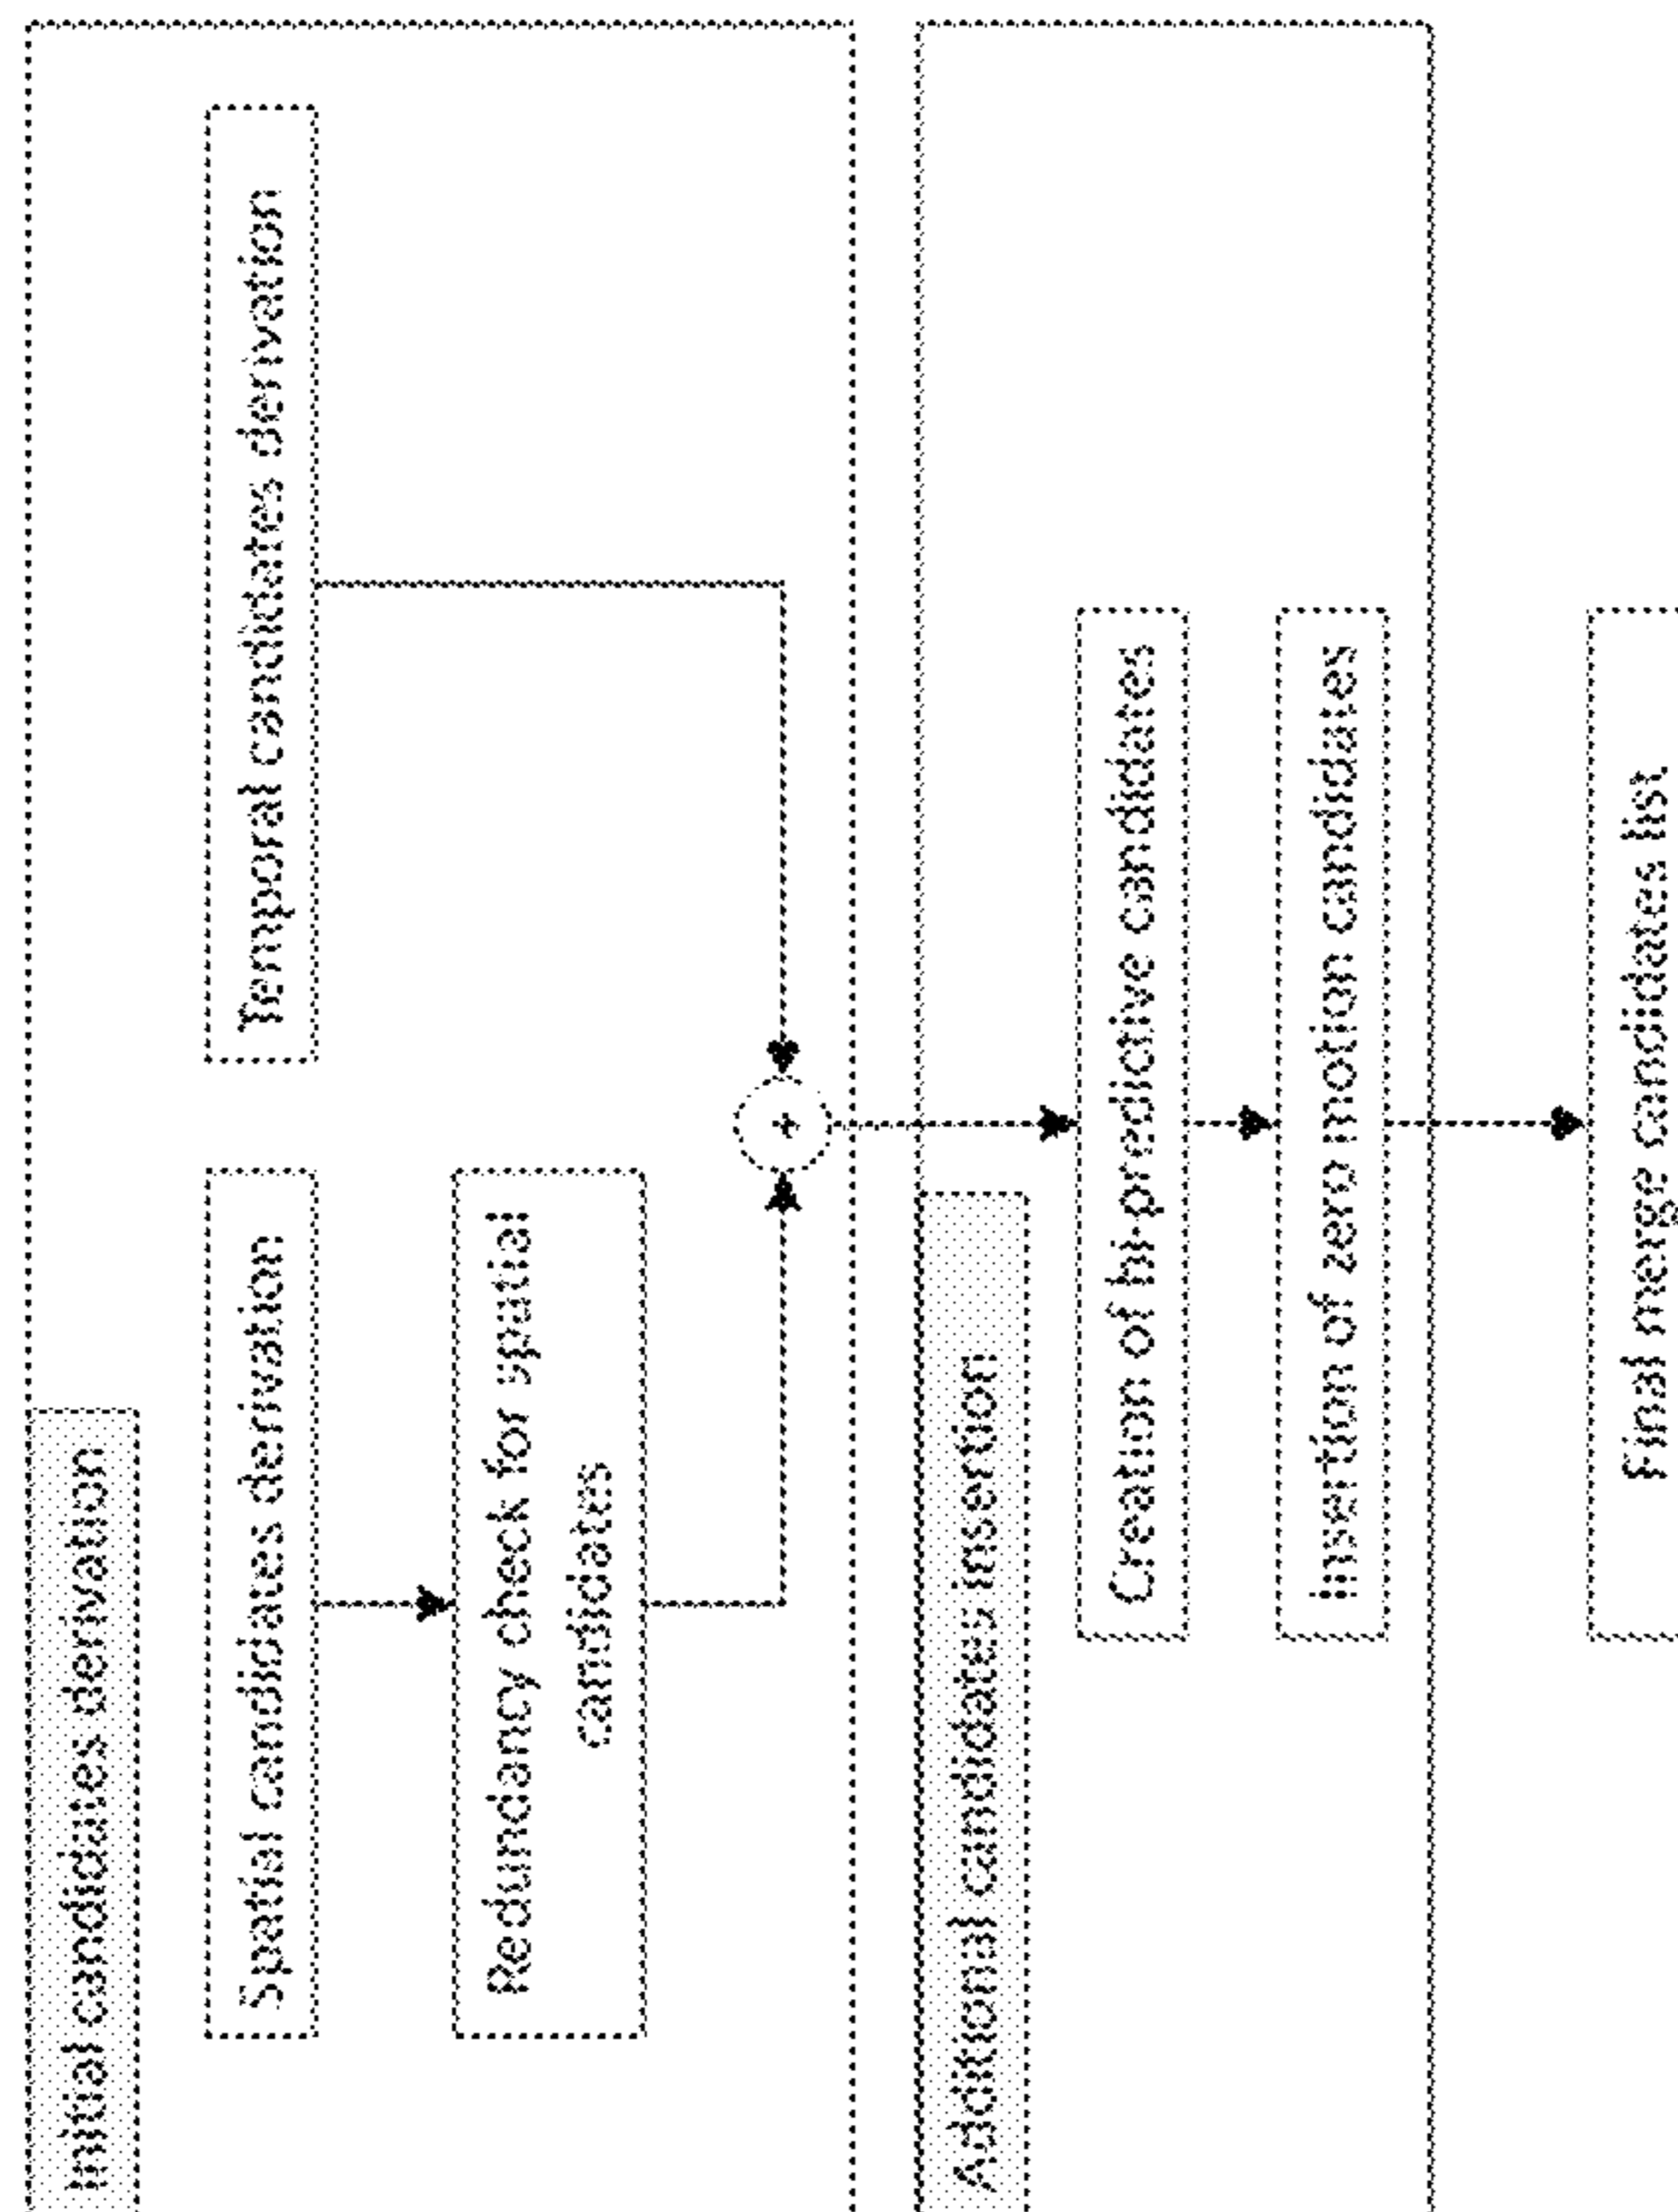 Initial candidates derivation
Spatial candidates derivation
Temporal candidates derivation
Redundancy check for spatial
candidates
+
Additional candidates insertion
Creation of bi-predictive candidates
Insertion of zero motion candidates
Final merge candidates list